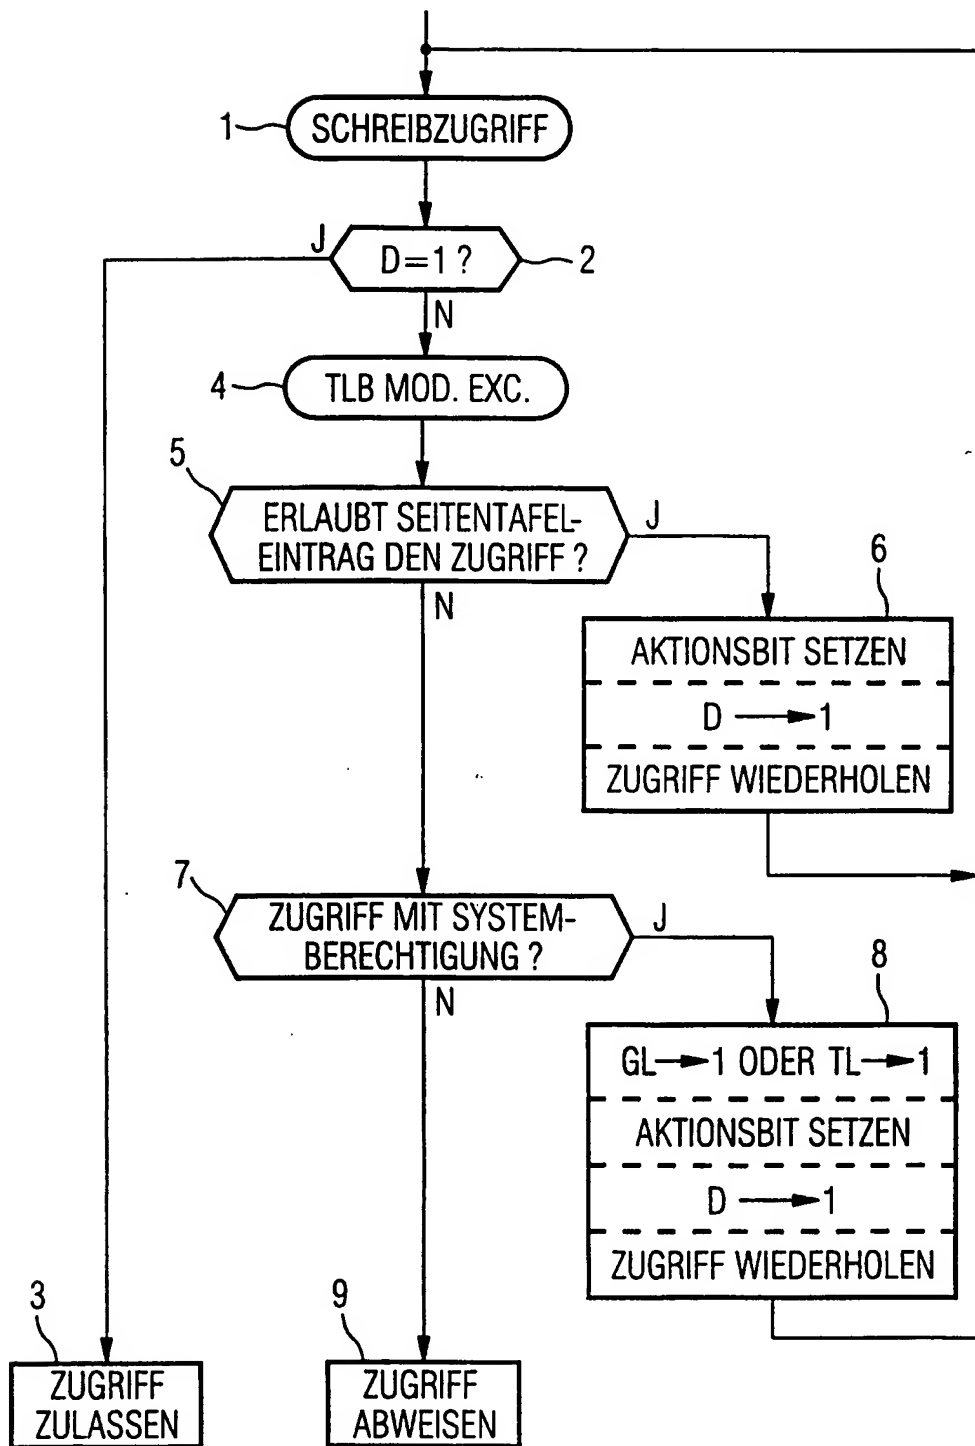 1
SCHREIBZUGRIFF
J
D=1 ?
2
N
4
TLB MOD. EXC.
5
ERLAUBT SEITENTAFEL-
EINTRAG DEN ZUGRIFF ?
J
N
6
AKTIONSBIT SETZEN
D → 1
ZUGRIFF WIEDERHOLEN
7
ZUGRIFF MIT SYSTEM-
BERECHTIGUNG ?
J
N
8
GL→1 ODER TL→1
AKTIONSBIT SETZEN
D → 1
ZUGRIFF WIEDERHOLEN
3
ZUGRIFF
ZULASSEN
9
ZUGRIFF
ABWEISEN